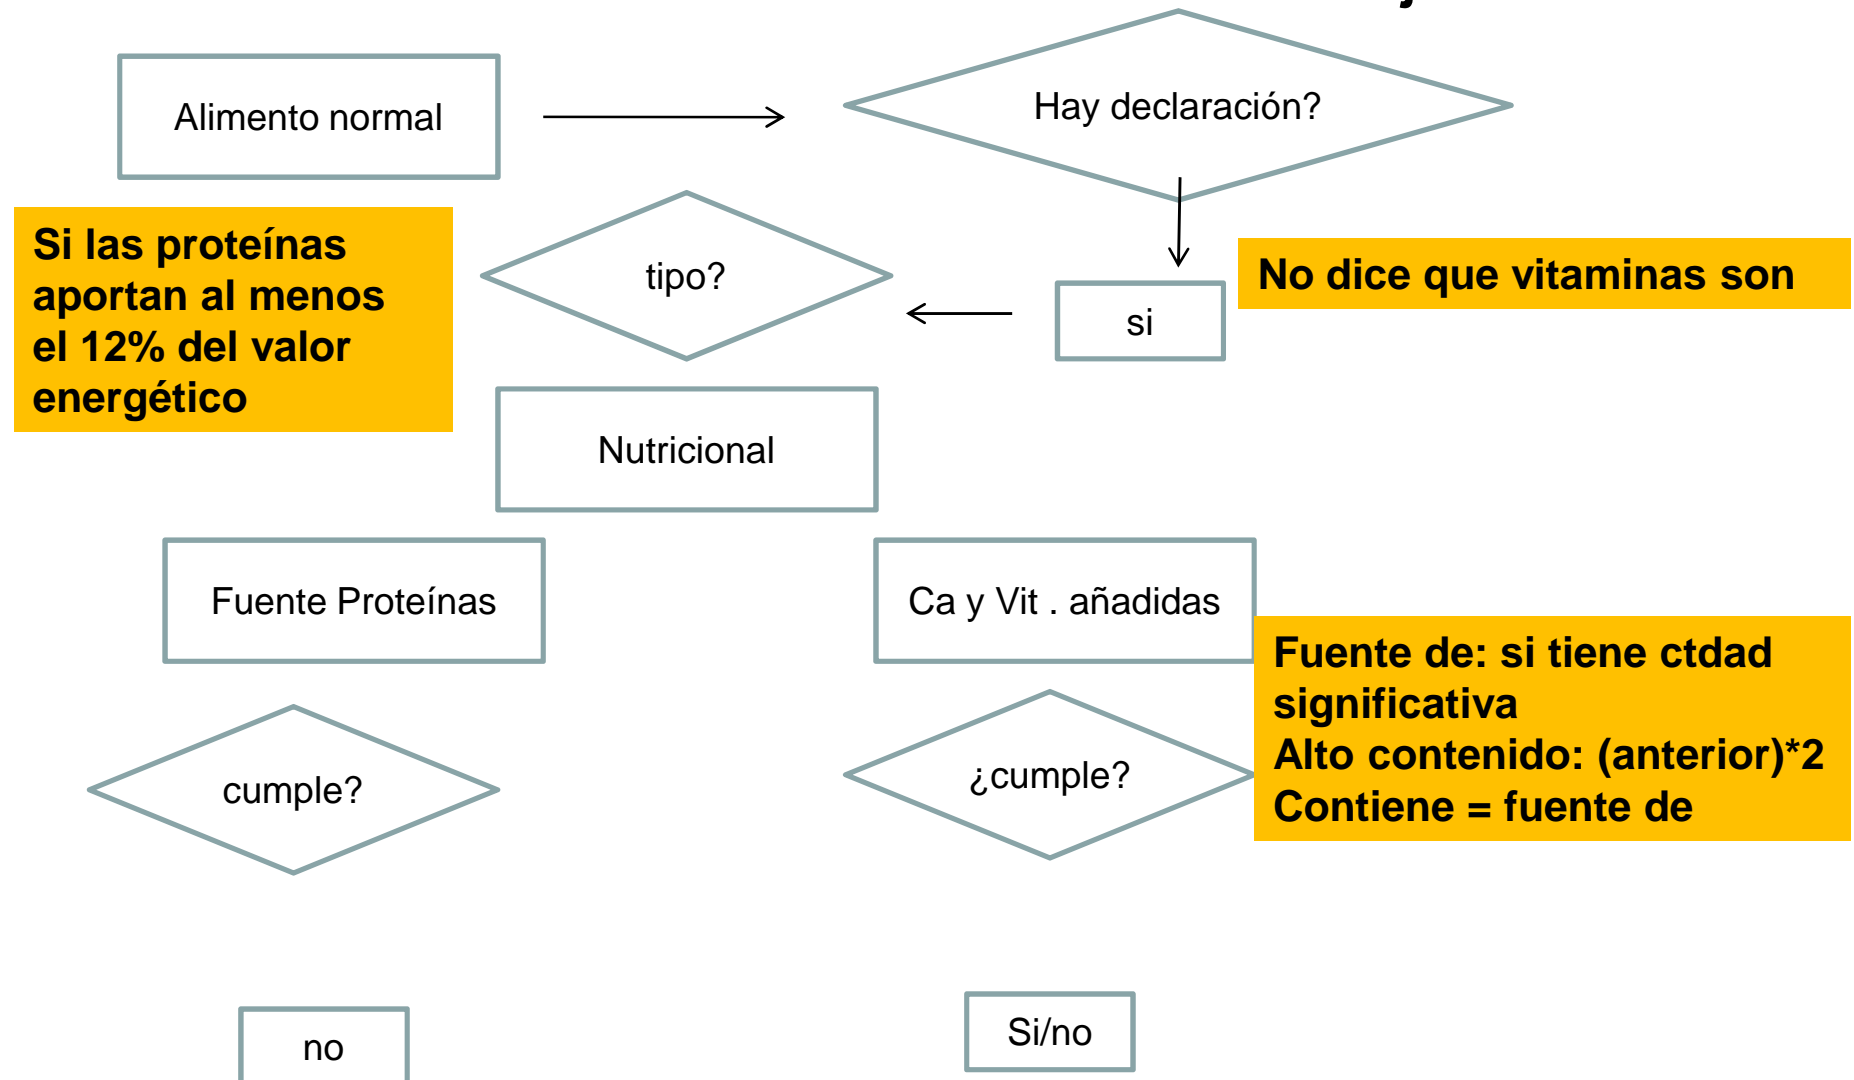 Alimento normal
Hay declaración?
Si las proteínas
aportan al menos
el 12% del valor
energético
tipo?
si
No dice que vitaminas son
Nutricional
Fuente Proteínas
Ca y Vit . añadidas
Fuente de: si tiene ctdad
significativa
Alto contenido: (anterior)*2
Contiene = fuente de
cumple?
¿cumple?
no
Si/no